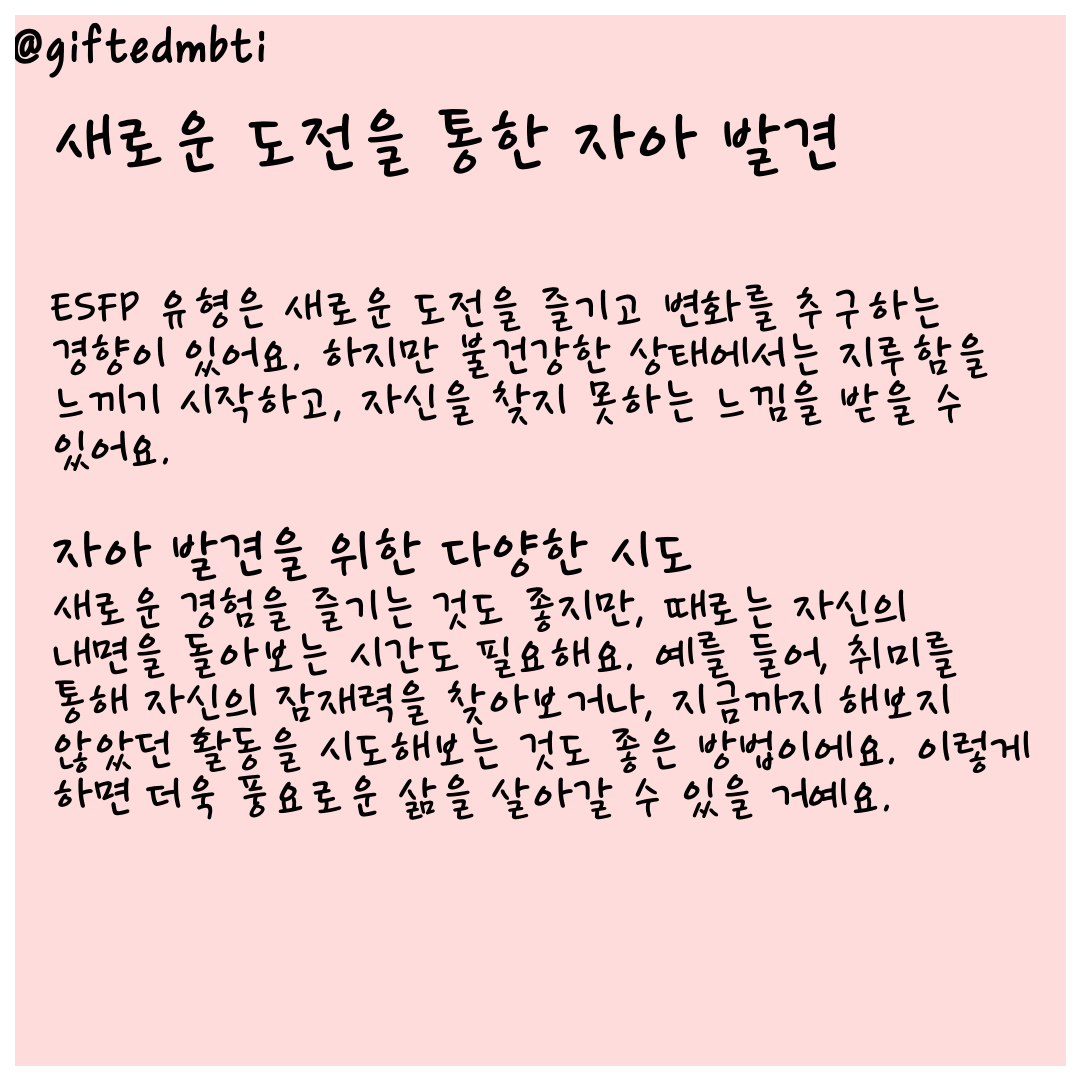 @giftedmbti
새로운 도전을 통한 자아 발견
ESFP 유형은 새로운 도전을 즐기고 변화를 추구하는
경향이 있어요. 하지만 불건강한 상태에서는 지루함을
느끼기 시작하고, 자신을 찾지 못하는 느낌을 받을 수
있어요.
자아 발견을 위한 다양한 시도
새로운 경험을 즐기는 것도 좋지만, 때로는 자신의
내면을 돌아보는 시간도 필요해요. 예를 들어, 취미를
통해 자신의 잠재력을 찾아보거나, 지금까지 해보지
않았던 활동을 시도해보는 것도 좋은 방법이에요. 이렇게
하면 더욱 풍요로운 삶을 살아갈 수 있을 거예요.